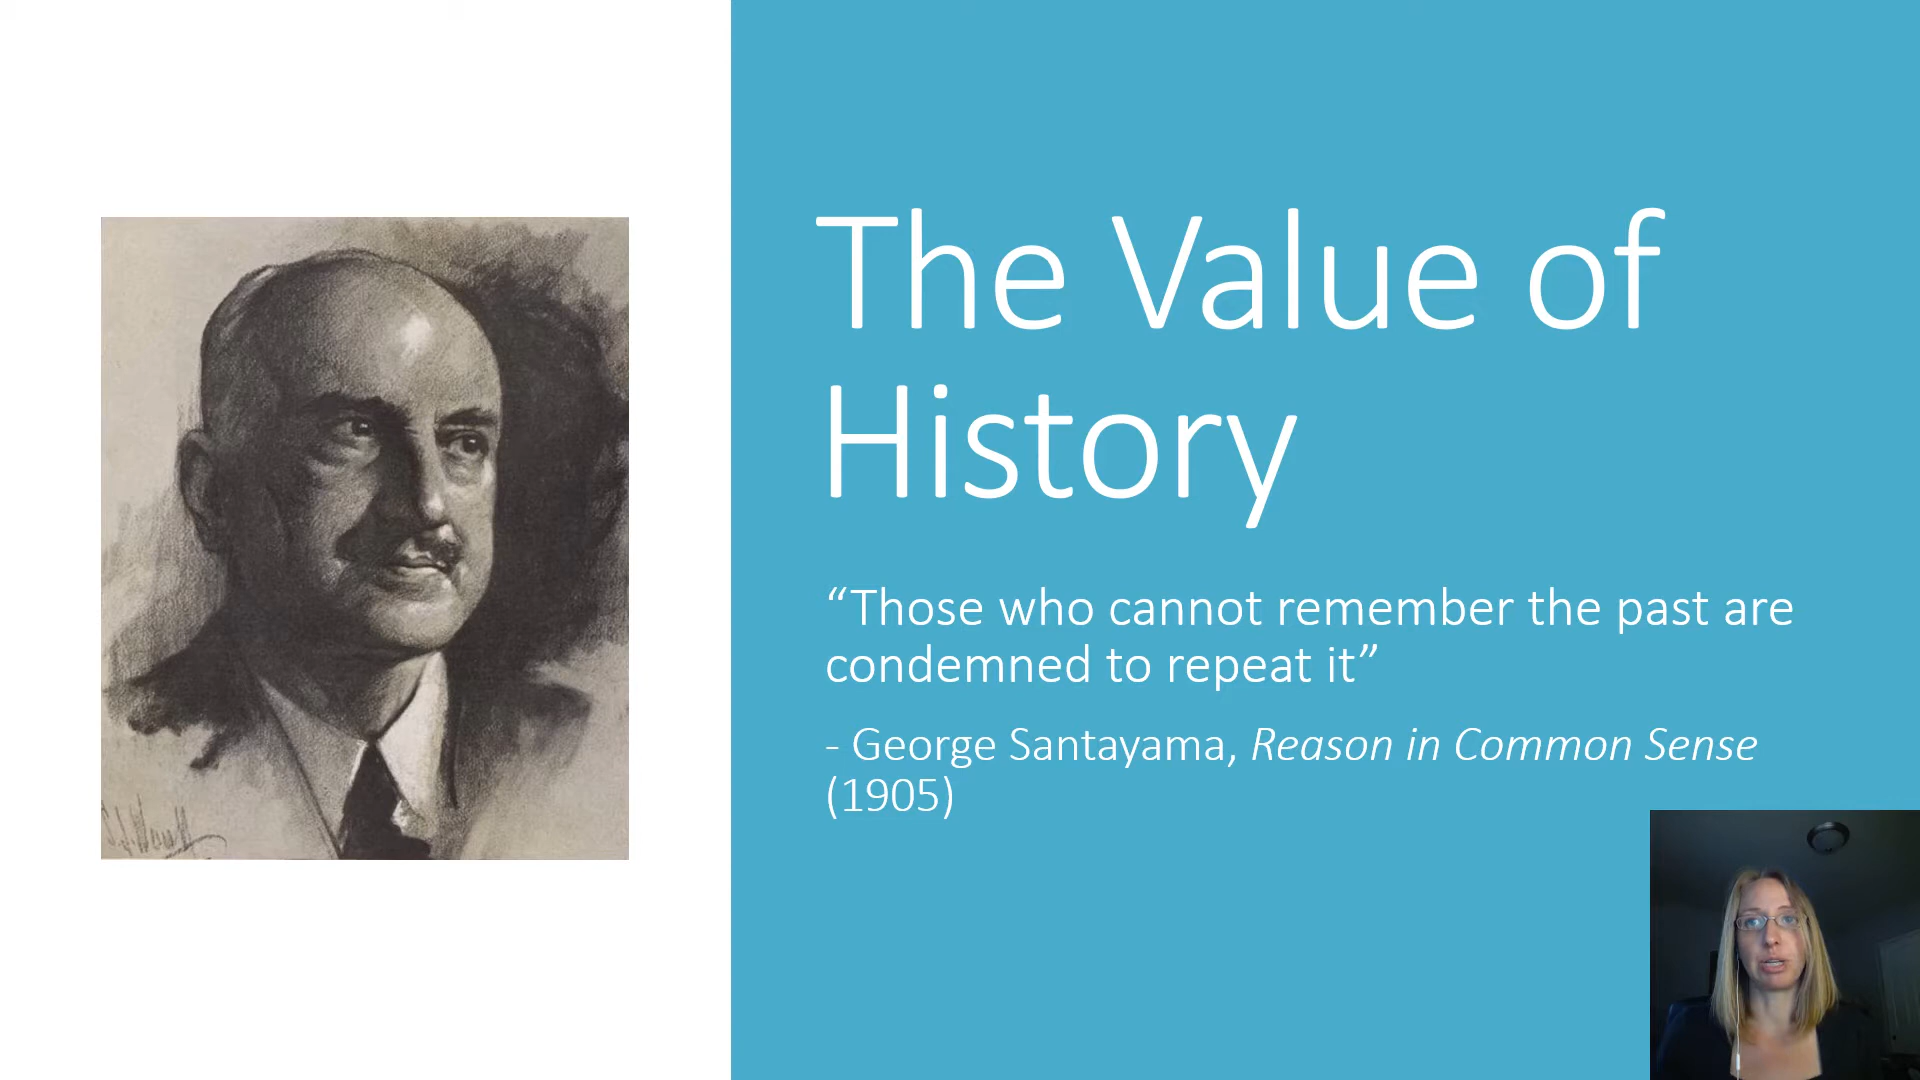 The Value of
History
“Those who cannot remember the past are
condemned to repeat it”
- George Santayama, Reason in Common Sense
(1905)